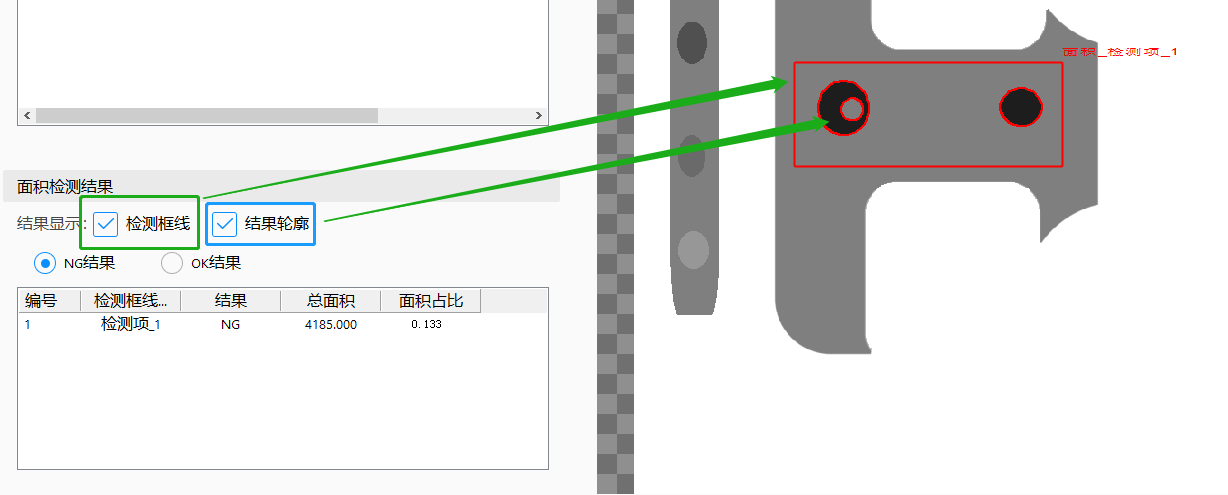 面积_检测项_1
面积检测结果
结果显示: 检测框线 结果轮廓
NG结果 OK结果
编号 检测框线... 结果 总面积 面积占比
1 检测项_1 NG 4185.000 0.133